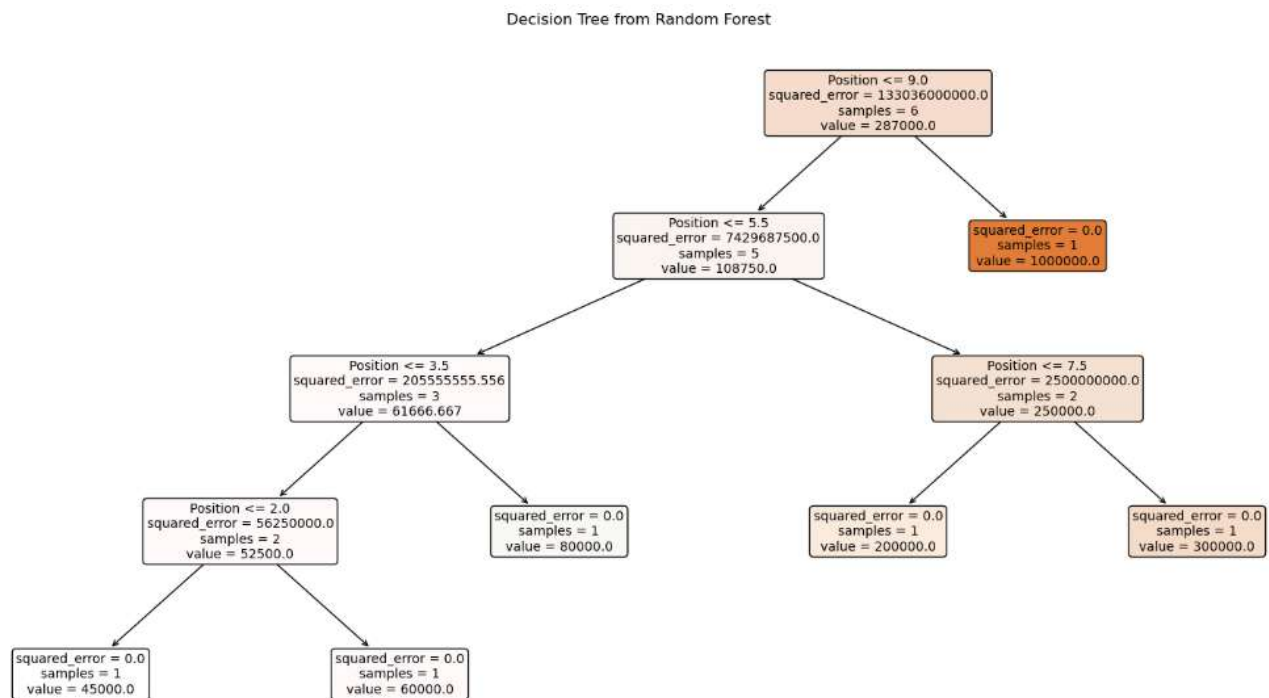 Decision Tree from Random Forest
Position <= 9.0
squared_error = 133036000000.0
samples = 6
value = 287000.0
Position <= 5.5
squared_error = 7429687500.0
samples = 5
value = 108750.0
squared_error = 0.0
samples = 1
value = 1000000.0
Position <= 3.5
squared_error = 205555555.556
samples = 3
value = 61666.667
Position <= 7.5
squared_error = 2500000000.0
samples = 2
value = 250000.0
Position <= 2.0
squared_error = 56250000.0
samples = 2
value = 52500.0
squared_error = 0.0
samples = 1
value = 80000.0
squared_error = 0.0
samples = 1
value = 200000.0
squared_error = 0.0
samples = 1
value = 300000.0
squared_error = 0.0
samples = 1
value = 45000.0
squared_error = 0.0
samples = 1
value = 60000.0